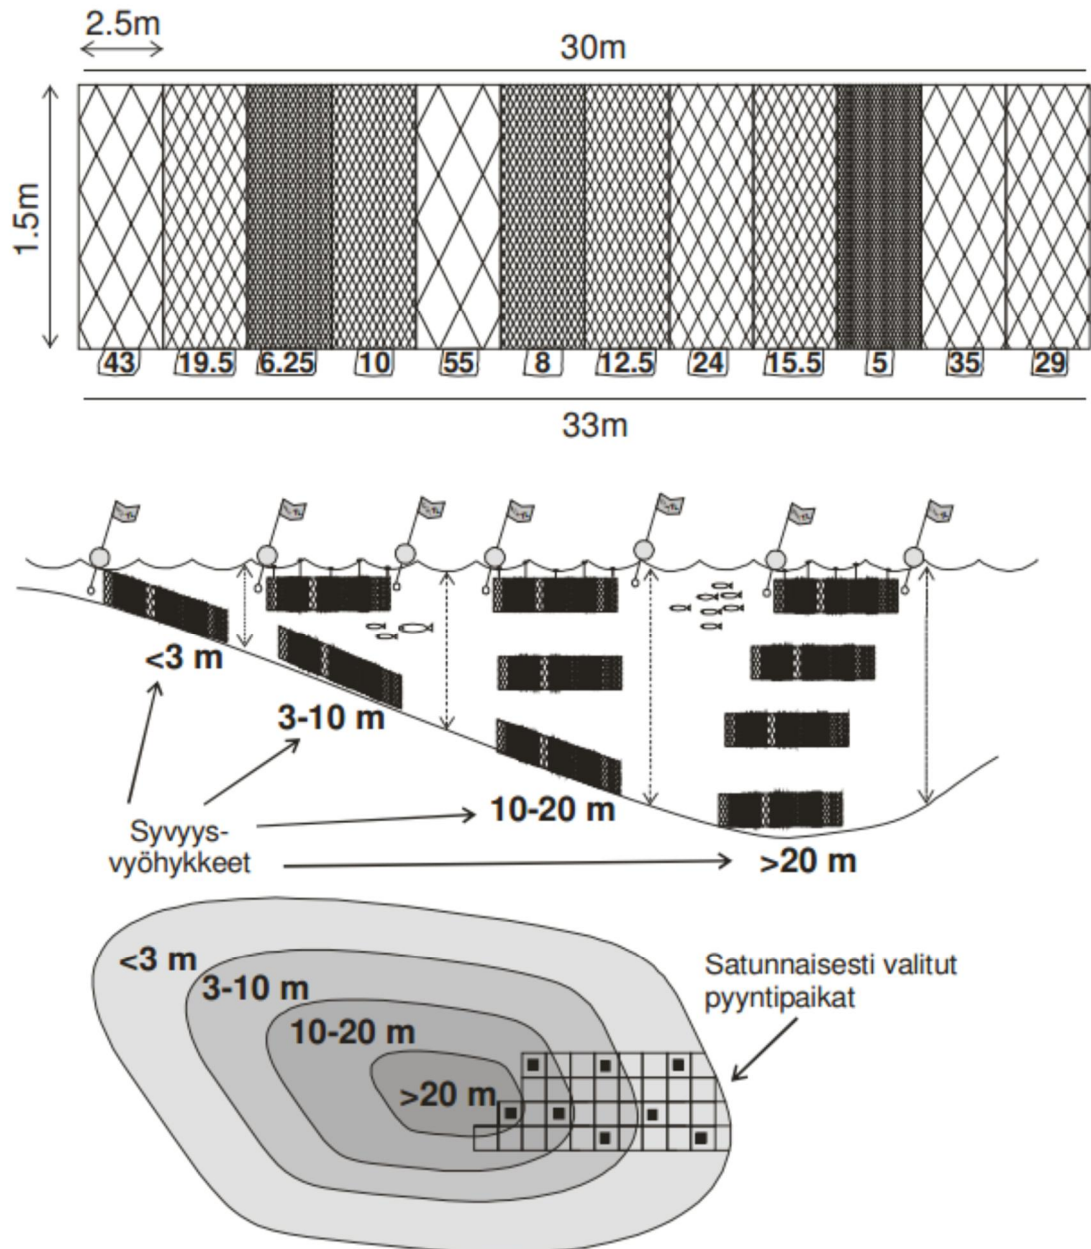 2.5m
30m
1.5m
43 19.5 6.25 10 55 8 12.5 24 15.5 5 35 29
33m
<3 m
3-10 m
10-20 m
>20 m
Syvyys-
vyöhykkeet
<3 m
3-10 m
10-20 m
>20 m
Satunnaisesti valitut
pyyntipaikat